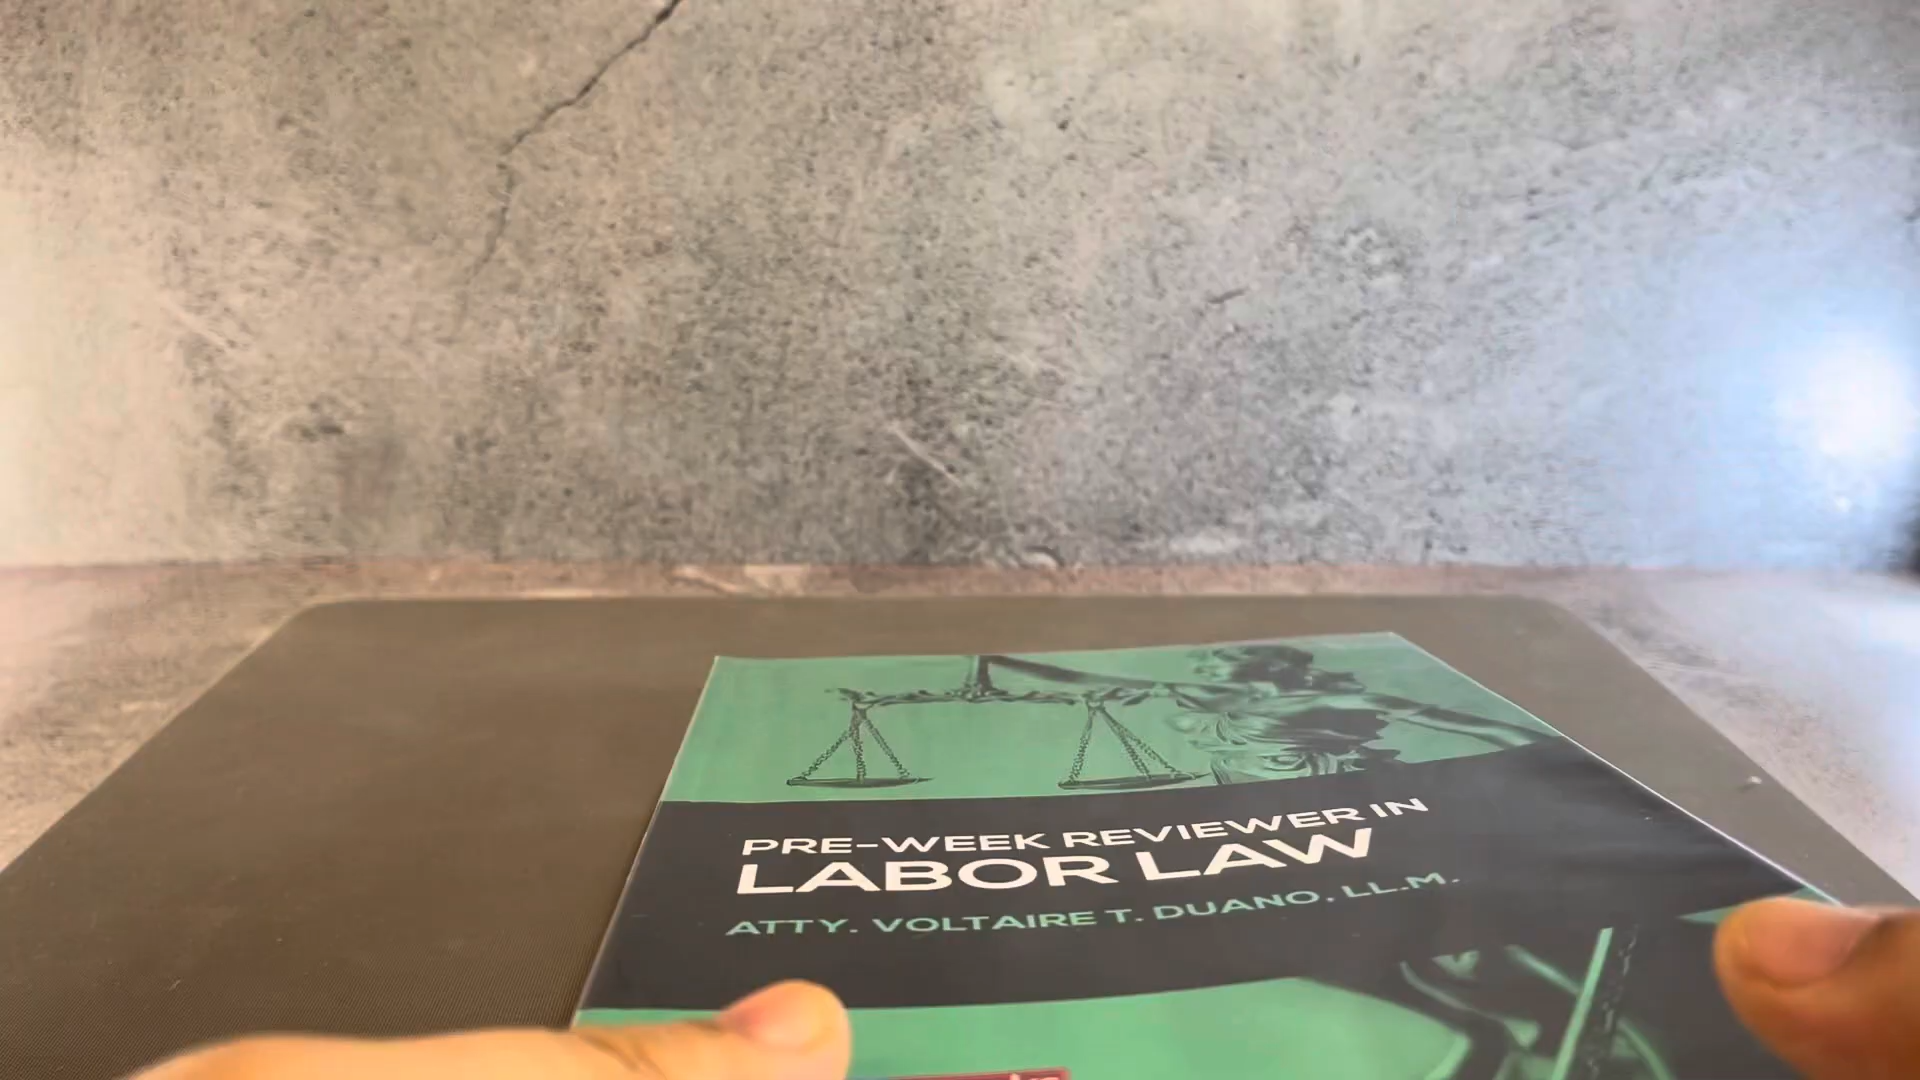 PRE-WEEK REVIEWER IN
LABOR LAW
ATTY. VOLTAIRE T. DUANO, LL.M.